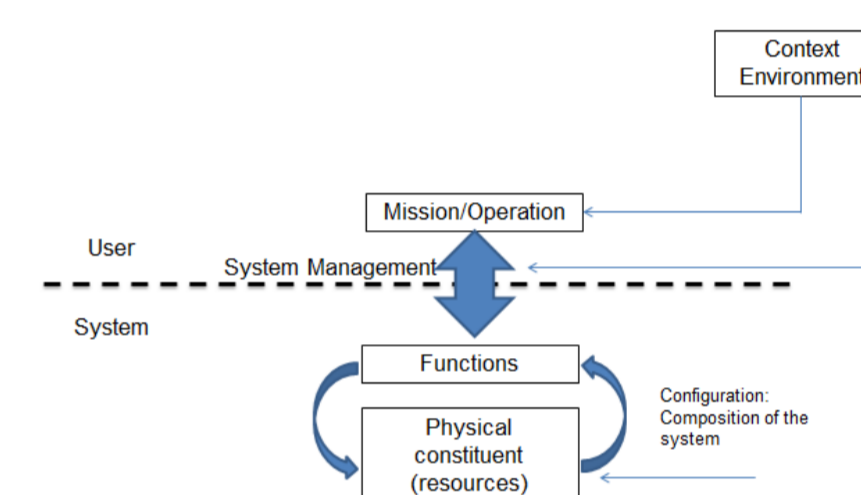 Context
Environment
Mission/Operation
User
System Management
System
Functions
Configuration:
Composition of the
system
Physical
constituent
(resources)